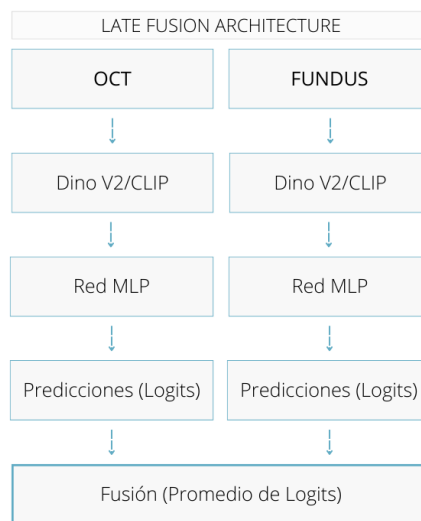 LATE FUSION ARCHITECTURE
OCT FUNDUS
Dino V2/CLIP Dino V2/CLIP
Red MLP Red MLP
Predicciones (Logits) Predicciones (Logits)
Fusión (Promedio de Logits)